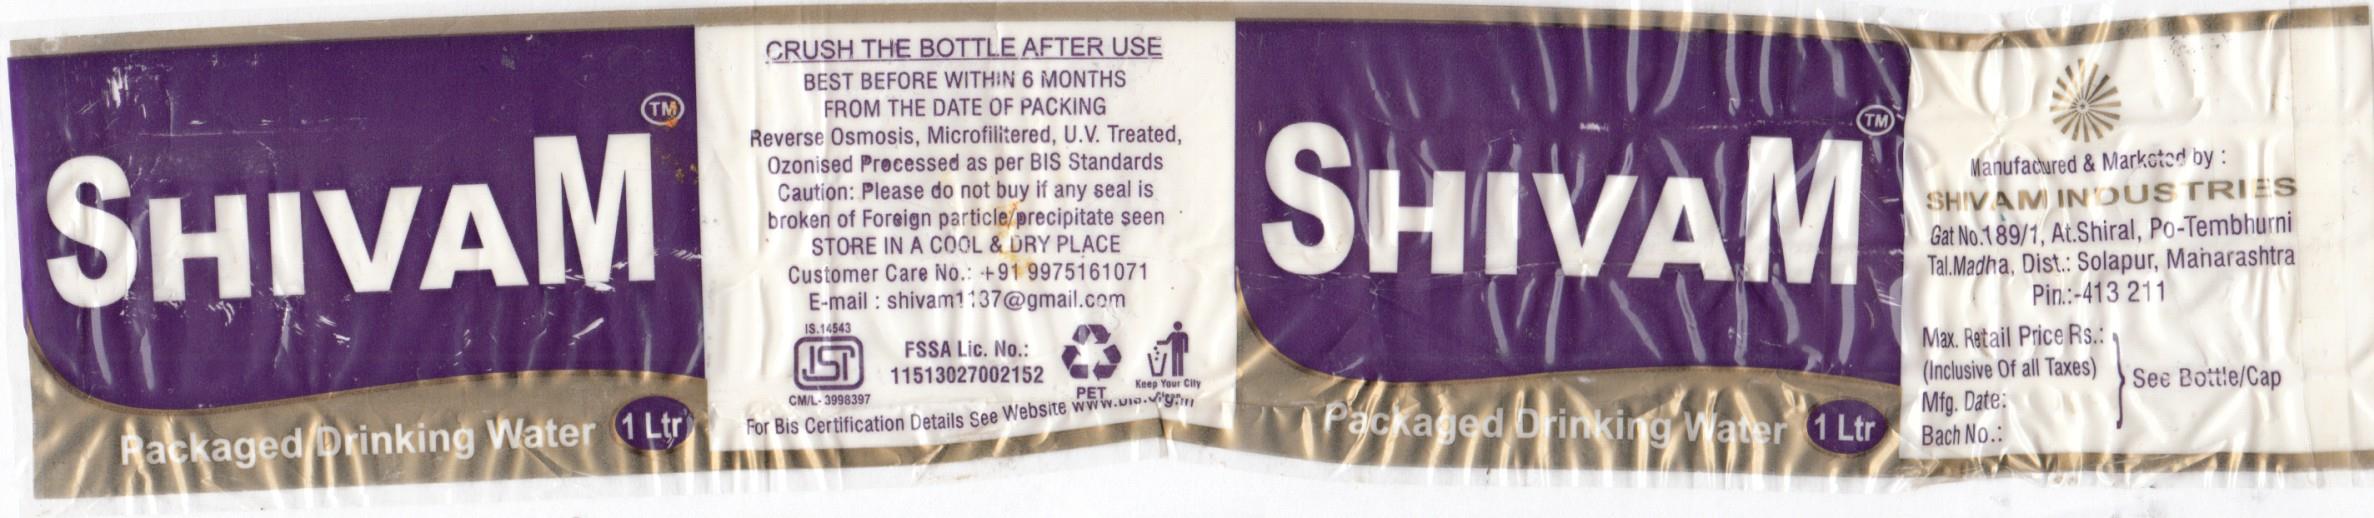 SHIVAM
TM
Packaged Drinking Water
1 Ltr
CRUSH THE BOTTLE AFTER USE
BEST BEFORE WITHIN 6 MONTHS
FROM THE DATE OF PACKING
Reverse Osmosis, Microfilitered, U.V. Treated,
Ozonised Processed as per BIS Standards
Caution: Please do not buy if any seal is
broken of Foreign particle/precipitate seen
STORE IN A COOL & DRY PLACE
Customer Care No.: +91 9975161071
E-mail : shivam1137@gmail.com
IS.14543
ISI
CM/L- 3998397
FSSA Lic. No.:
11513027002152
PET
Keep Your City
Clean
For Bis Certification Details See Website www.bis.org.in
SHIVAM
TM
Packaged Drinking Water
1 Ltr
Manufactured & Marketed by :
SHIVAM INDUSTRIES
Gat No.189/1, At.Shiral, Po-Tembhurni
Tal.Madha, Dist.: Solapur, Maharashtra
Pin.:-413 211
Max. Retail Price Rs.:
(Inclusive Of all Taxes)
Mfg. Date:
Bach No.:
See Bottle/Cap